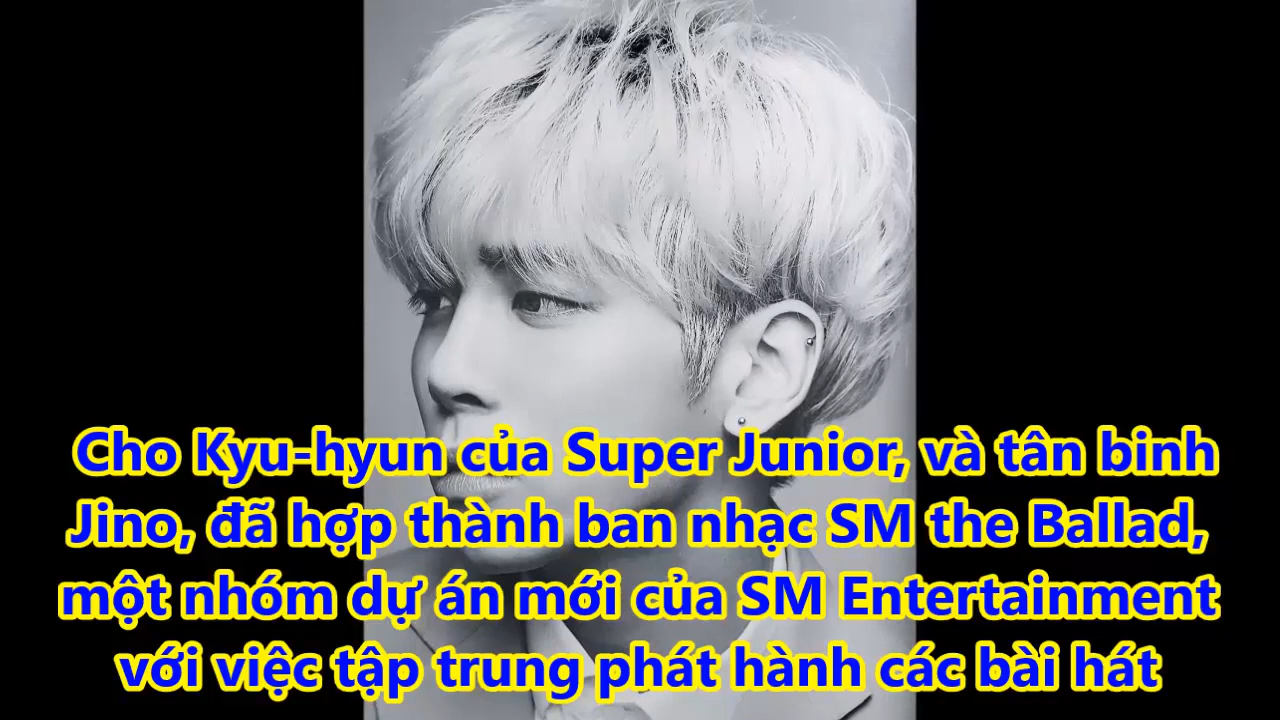 Cho Kyu-hyun của Super Junior, và tân binh
Jino, đã hợp thành ban nhạc SM the Ballad,
một nhóm dự án mới của SM Entertainment
với việc tập trung phát hành các bài hát